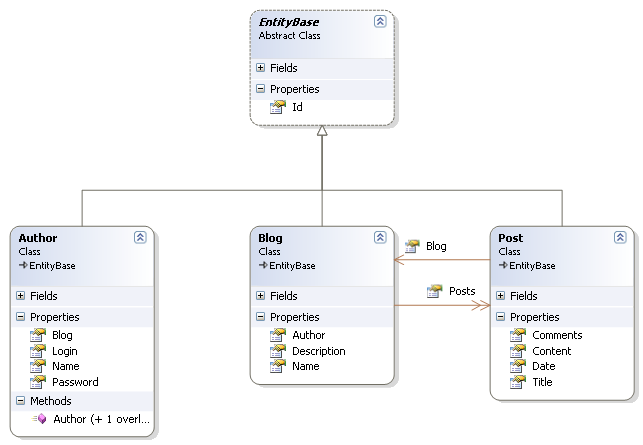 EntityBase
Abstract Class
Fields
Properties
Id
Author
Class
EntityBase
Fields
Properties
Blog
Login
Name
Password
Methods
Author (+ 1 overl...
Blog
Class
EntityBase
Fields
Properties
Author
Description
Name
Blog
Posts
Post
Class
EntityBase
Fields
Properties
Comments
Content
Date
Title